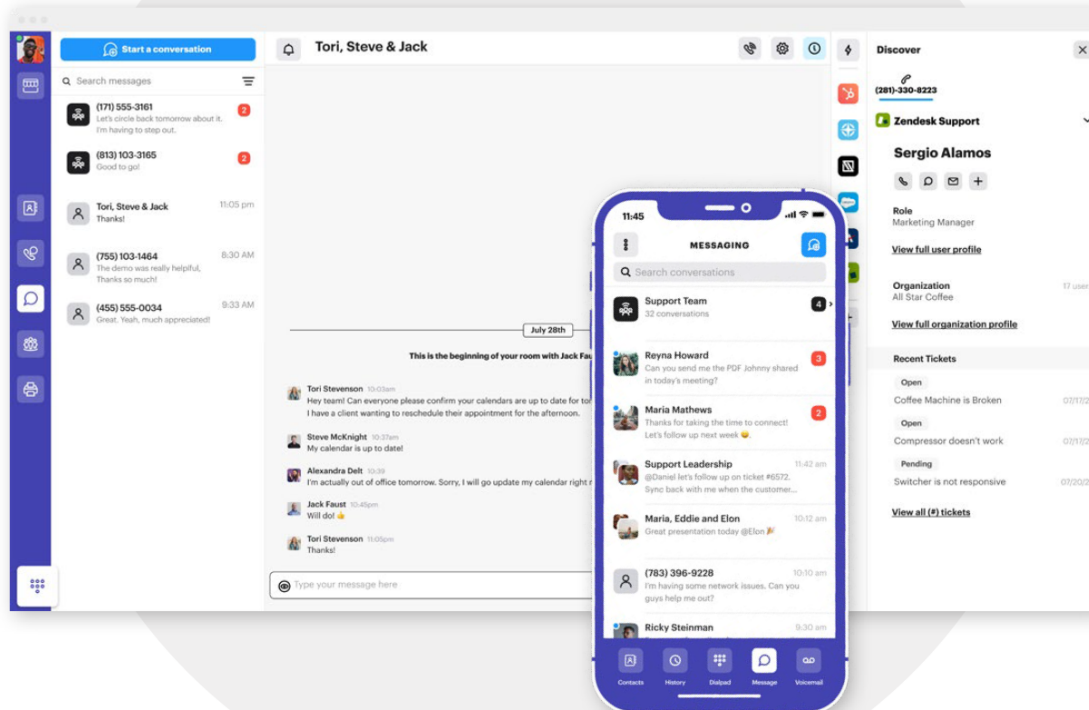 Start a conversation
Search messages
(171) 555-3161
2
Let's circle back tomorrow about it.
I'm having to step out.
(813) 103-3165
2
Good to go!
Tori, Steve & Jack
11:05 pm
Thanks!
(755) 103-1464
8:30 AM
The demo was really helpful,
Thanks so much!
(455) 555-0034
9:33 AM
Great. Yeah, much appreciated!
Tori, Steve & Jack
July 28th
This is the beginning of your room with Jack Fau
Tori Stevenson 10:03am
Hey team! Can everyone please confirm your calendars are up to date for to
I have a client wanting to reschedule their appointment for the afternoon.
Steve McKnight 10:37am
My calendar is up to date!
Alexandra Delt 10:39
I'm actually out of office tomorrow. Sorry, I will go update my calendar right
Jack Faust 10:45pm
Will do! 👍
Tori Stevenson 11:05pm
Thanks!
Type your message here
11:45
MESSAGING
Search conversations
Support Team
4
32 conversations
Reyna Howard
3
Can you send me the PDF Johnny shared
in today's meeting?
Maria Mathews
2
Thanks for taking the time to connect!
Let's follow up next week 😛.
Support Leadership
11:42 am
@Daniel let's follow up on ticket #6572.
Sync back with me when the customer...
Maria, Eddie and Elon
10:12 am
Great presentation today @Elon 🎉
(783) 396-9228
10:10 am
I'm having some network issues. Can you
guys help me out?
Ricky Steinman
9:30 am
Contacts
History
Dialpad
Message
Voicemail
Discover
(281)-330-8223
Zendesk Support
Sergio Alamos
Role
Marketing Manager
View full user profile
Organization
17 user
All Star Coffee
View full organization profile
Recent Tickets
Open
Coffee Machine is Broken
07/17/2
Open
Compressor doesn't work
07/17/2
Pending
Switcher is not responsive
07/20/2
View all (#) tickets